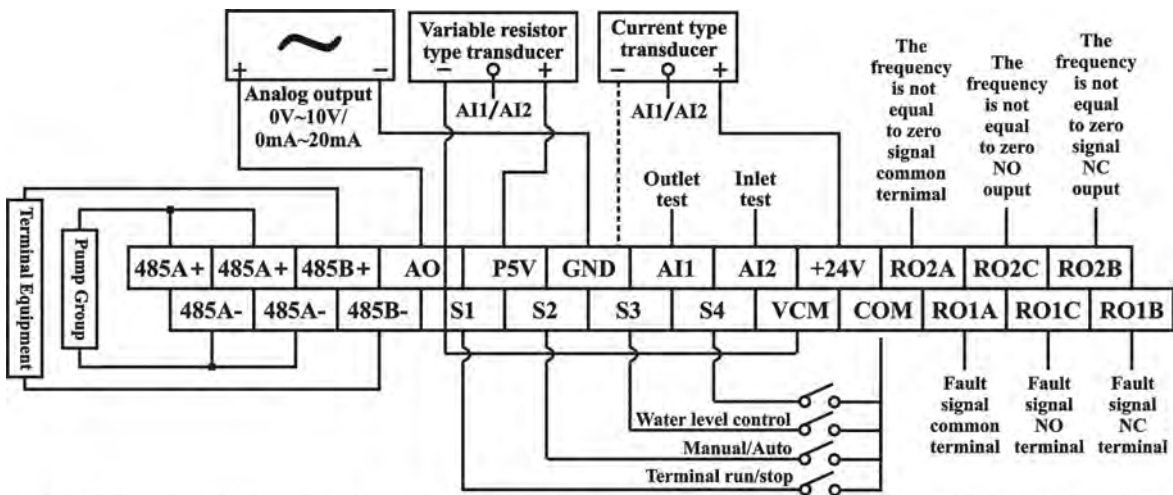 Variable resistor
type transducer
Current type
transducer
+
−
−
+
−
+
Analog output
0V~10V/
0mA~20mA
AI1/AI2
AI1/AI2
The
frequency
is not
equal
to zero
signal
common
ternimal
The
frequency
is not
equal
to zero
NO
ouput
The
frequency
is not
equal
to zero
signal
NC
ouput
Outlet
test
Inlet
test
Terminal Equipment
Pump Group
485A+ 485A+ 485B+ AO P5V GND AI1 AI2 +24V RO2A RO2C RO2B
485A- 485A- 485B- S1 S2 S3 S4 VCM COM RO1A RO1C RO1B
Water level control
Manual/Auto
Terminal run/stop
Fault
signal
common
terminal
Fault
signal
NO
terminal
Fault
signal
NC
terminal